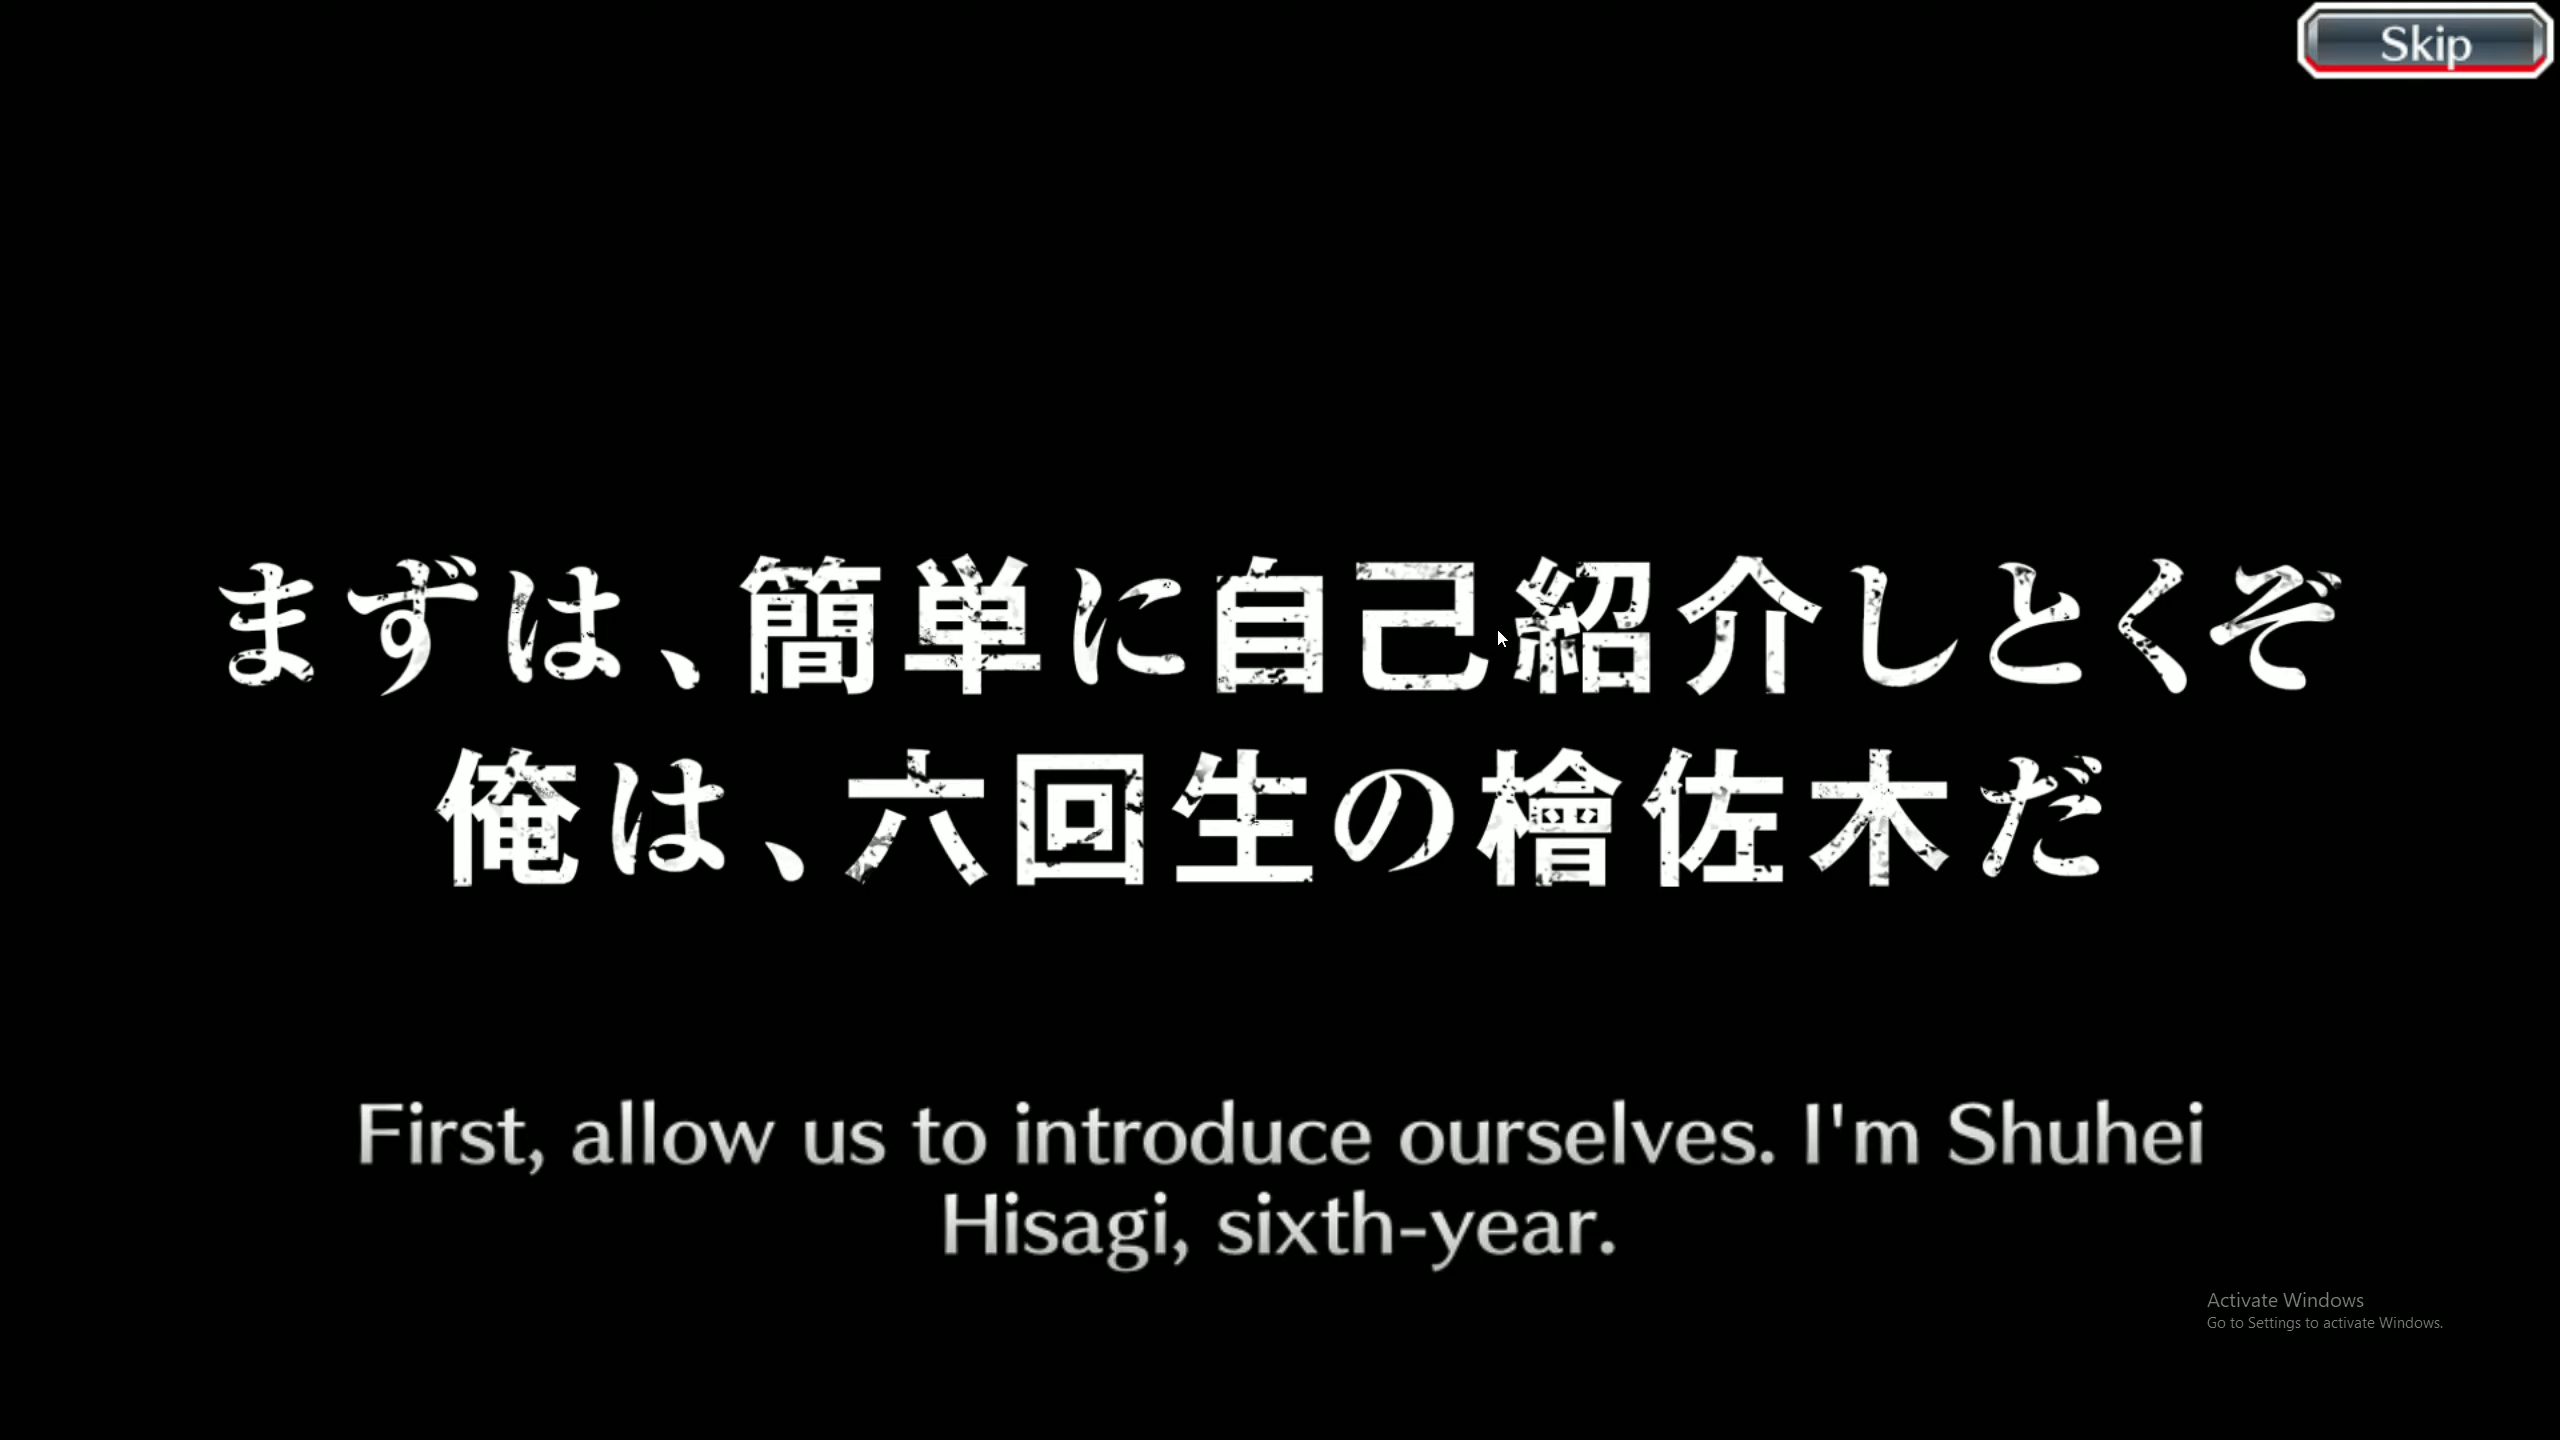 Skip
まずは、簡単に自己紹介しとくぞ
俺は、六回生の檜佐木だ
First, allow us to introduce ourselves. I'm Shuhei
Hisagi, sixth-year.
Activate Windows
Go to Settings to activate Windows.